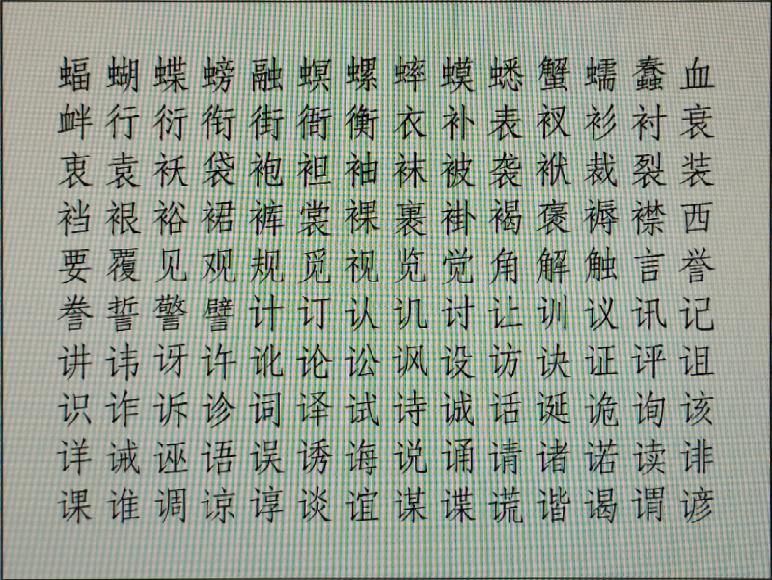 蝠蝴蝶螃融螟螺蟀蟆蟋蟹蠕蠢血
衅行衍衔街衙衡衣补表衩衫衬衰
衷袁袄袋袍袒袖袜被袭袱裁裂装
裆裉裕裙裤裳裸裹褂褐褒褥襟西
要覆见观规觅视览觉角解触言誉
誊誓警譬计订认讥讨让训议讯记
讲讳讶许讹论讼讽设访诀证评诅
识诈诉诊词译试诗诚话诞诡询该
详诫诬语误诱诲说诵请诸诺读诽
课谁调谅谆谈谊谋谍谎谐谒谓谚